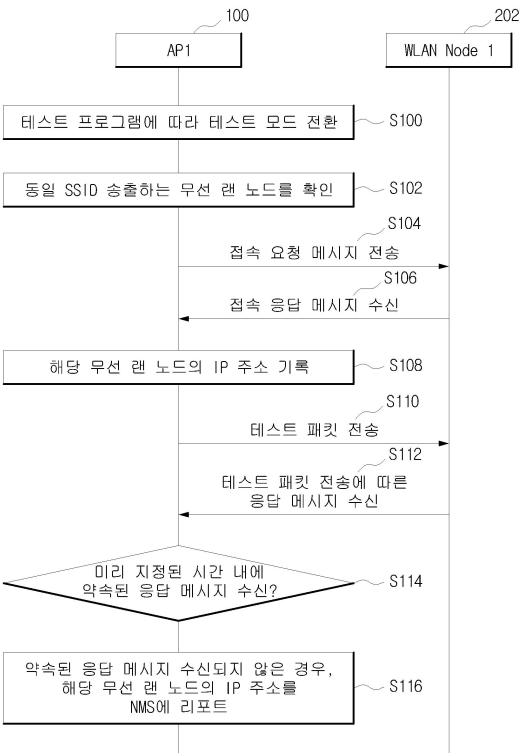 100
202
AP1
WLAN Node 1
테스트 프로그램에 따라 테스트 모드 전환
S100
동일 SSID 송출하는 무선 랜 노드를 확인
S102
S104
접속 요청 메시지 전송
S106
접속 응답 메시지 수신
해당 무선 랜 노드의 IP 주소 기록
S108
S110
테스트 패킷 전송
S112
테스트 패킷 전송에 따른
응답 메시지 수신
미리 지정된 시간 내에
약속된 응답 메시지 수신?
S114
약속된 응답 메시지 수신되지 않은 경우,
해당 무선 랜 노드의 IP 주소를
NMS에 리포트
S116